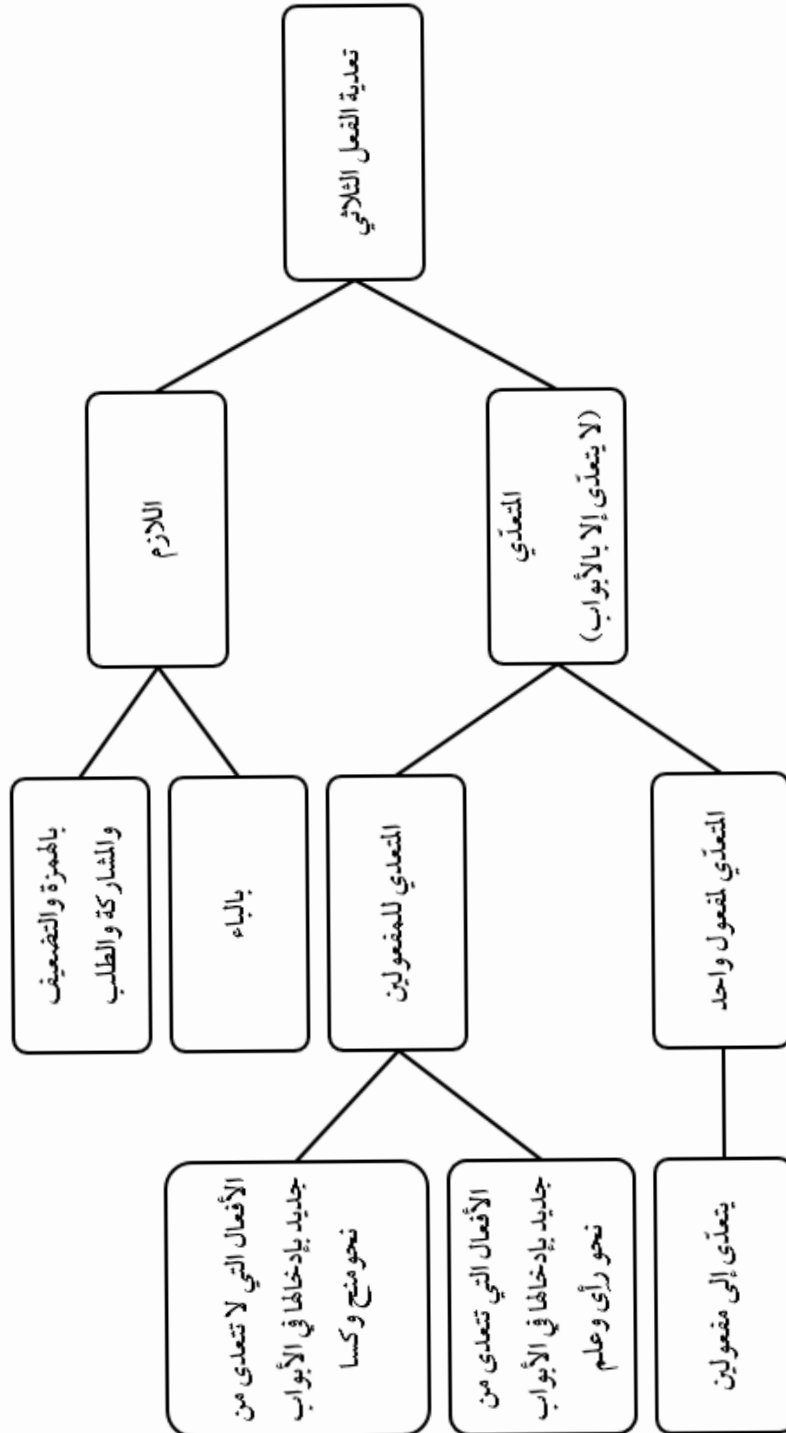 تعدية الفعل الثلاثي
اللازم
المتعدّي
(لا يتعدّى إلا بالأبواب)
بالهمزة والتضعيف
والمشاركة والطلب
بالباء
المتعدي للمفعولين
المتعدّي لمفعول واحد
الأفعال التي لا تتعدى من
جديد بإدخالها في الأبواب
نحو منح وكسا
الأفعال التي تتعدى من
جديد بإدخالها في الأبواب
نحو رأى وعلم
يتعدّى إلى مفعولين